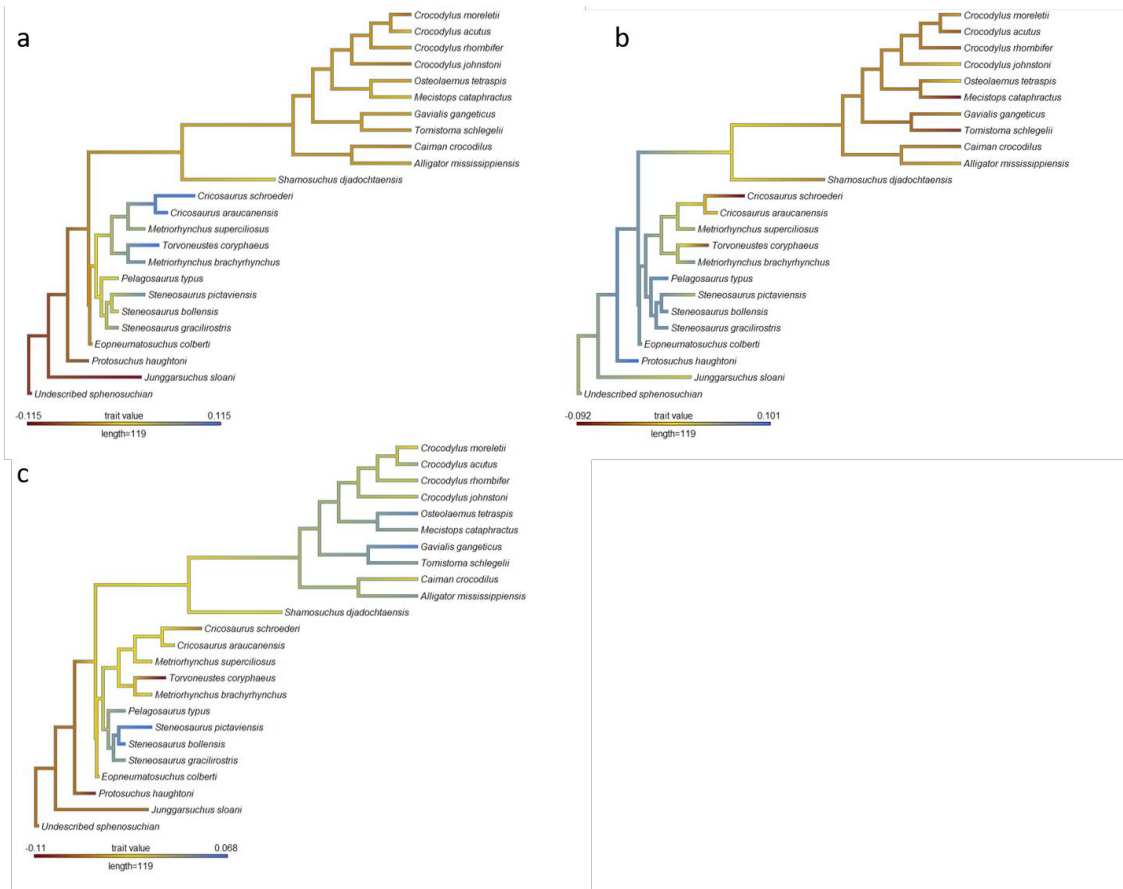 a
Crocodylus moreletii
Crocodylus acutus
Crocodylus rhombifer
Crocodylus johnstoni
Osteolaemus tetraspis
Mecistops cataphractus
Gavialis gangeticus
Tomistoma schlegelii
Caiman crocodilus
Alligator mississippiensis
Shamosuchus djadochtaensis
Cricosaurus schroederi
Cricosaurus araucanensis
Metriorhynchus superciliosus
Torvoneustes coryphaeus
Metriorhynchus brachyrhynchus
Pelagosaurus typus
Steneosaurus pictaviensis
Steneosaurus bollensis
Steneosaurus gracilirostris
Eopneumatosuchus colberti
Protosuchus haughtoni
Junggarsuchus sloani
Undescribed sphenosuchian
-0.115 trait value 0.115
length=119
b
Crocodylus moreletii
Crocodylus acutus
Crocodylus rhombifer
Crocodylus johnstoni
Osteolaemus tetraspis
Mecistops cataphractus
Gavialis gangeticus
Tomistoma schlegelii
Caiman crocodilus
Alligator mississippiensis
Shamosuchus djadochtaensis
Cricosaurus schroederi
Cricosaurus araucanensis
Metriorhynchus superciliosus
Torvoneustes coryphaeus
Metriorhynchus brachyrhynchus
Pelagosaurus typus
Steneosaurus pictaviensis
Steneosaurus bollensis
Steneosaurus gracilirostris
Eopneumatosuchus colberti
Protosuchus haughtoni
Junggarsuchus sloani
Undescribed sphenosuchian
-0.092 trait value 0.101
length=119
c
Crocodylus moreletii
Crocodylus acutus
Crocodylus rhombifer
Crocodylus johnstoni
Osteolaemus tetraspis
Mecistops cataphractus
Gavialis gangeticus
Tomistoma schlegelii
Caiman crocodilus
Alligator mississippiensis
Shamosuchus djadochtaensis
Cricosaurus schroederi
Cricosaurus araucanensis
Metriorhynchus superciliosus
Torvoneustes coryphaeus
Metriorhynchus brachyrhynchus
Pelagosaurus typus
Steneosaurus pictaviensis
Steneosaurus bollensis
Steneosaurus gracilirostris
Eopneumatosuchus colberti
Protosuchus haughtoni
Junggarsuchus sloani
Undescribed sphenosuchian
-0.11 trait value 0.068
length=119